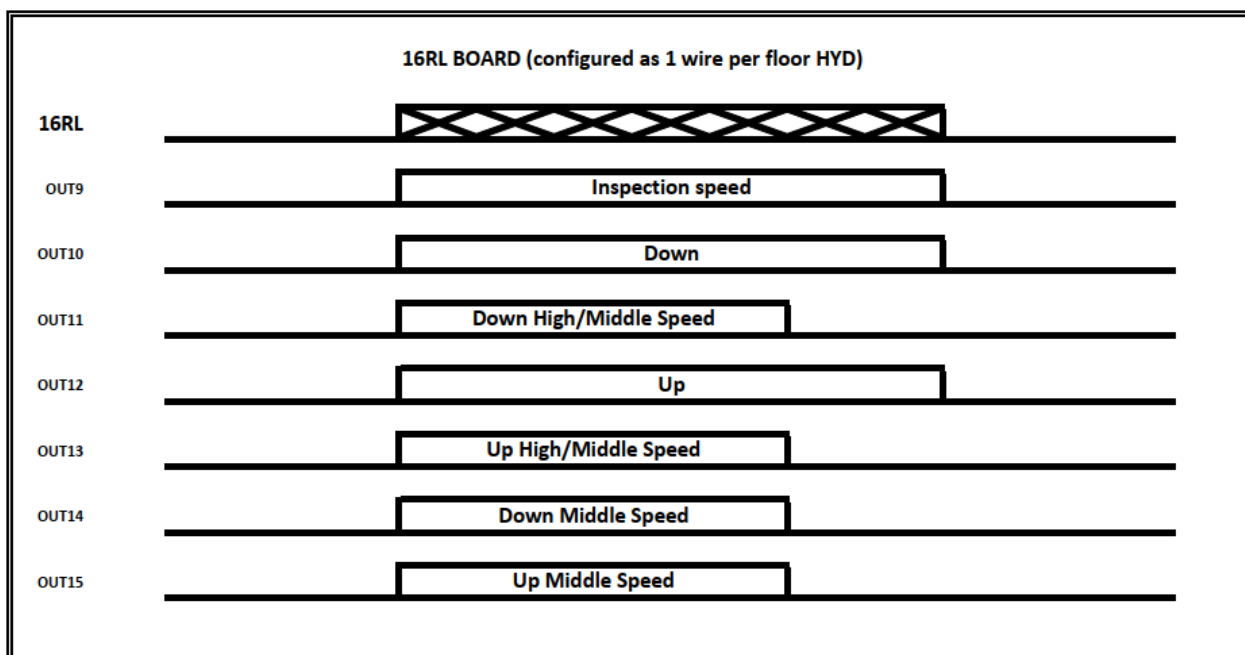 16RL BOARD (configured as 1 wire per floor HYD)
16RL
OUT9 Inspection speed
OUT10 Down
OUT11 Down High/Middle Speed
OUT12 Up
OUT13 Up High/Middle Speed
OUT14 Down Middle Speed
OUT15 Up Middle Speed